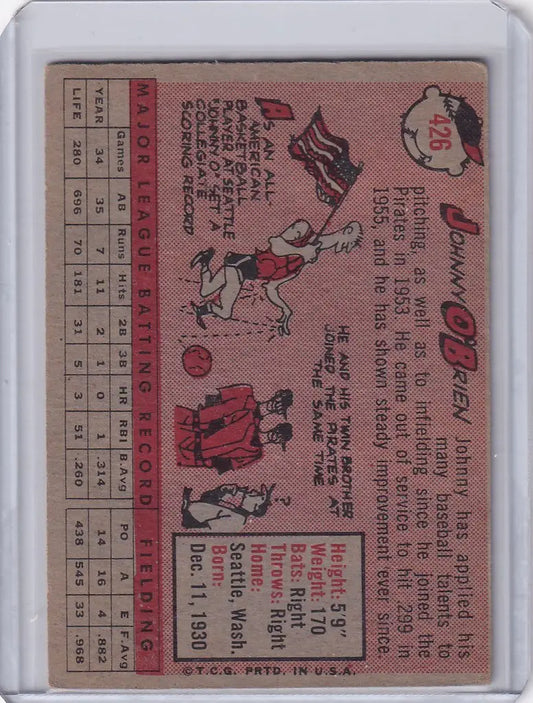 426
JOHNNY O'BRIEN Johnny has applied his
many baseball talents to
pitching, as well as to infielding since he joined the
Pirates in 1953. He came out of service to hit .299 in
1955, and he has shown steady improvement ever since.
AS AN ALL-
AMERICAN
BASKETBALL
PLAYER AT SEATTLE
"JOHNNY O" SET A
COLLEGIATE
SCORING RECORD
HE AND HIS TWIN BROTHER
JOINED THE PIRATES AT
THE SAME TIME
?
Height: 5'9"
Weight: 170
Bats: Right
Throws: Right
Home:
Seattle, Wash.
Born:
Dec. 11, 1930
MAJOR LEAGUE BATTING RECORD FIELDING
Games AB Runs Hits 2B 3B HR RBI B.Avg PO A E F.Avg
YEAR 34 35 7 11 2 1 0 1 .314 14 16 4 .882
LIFE 280 696 70 181 31 5 3 51 .260 438 545 33 .968
© T.C.G. PRTD. IN U.S.A.